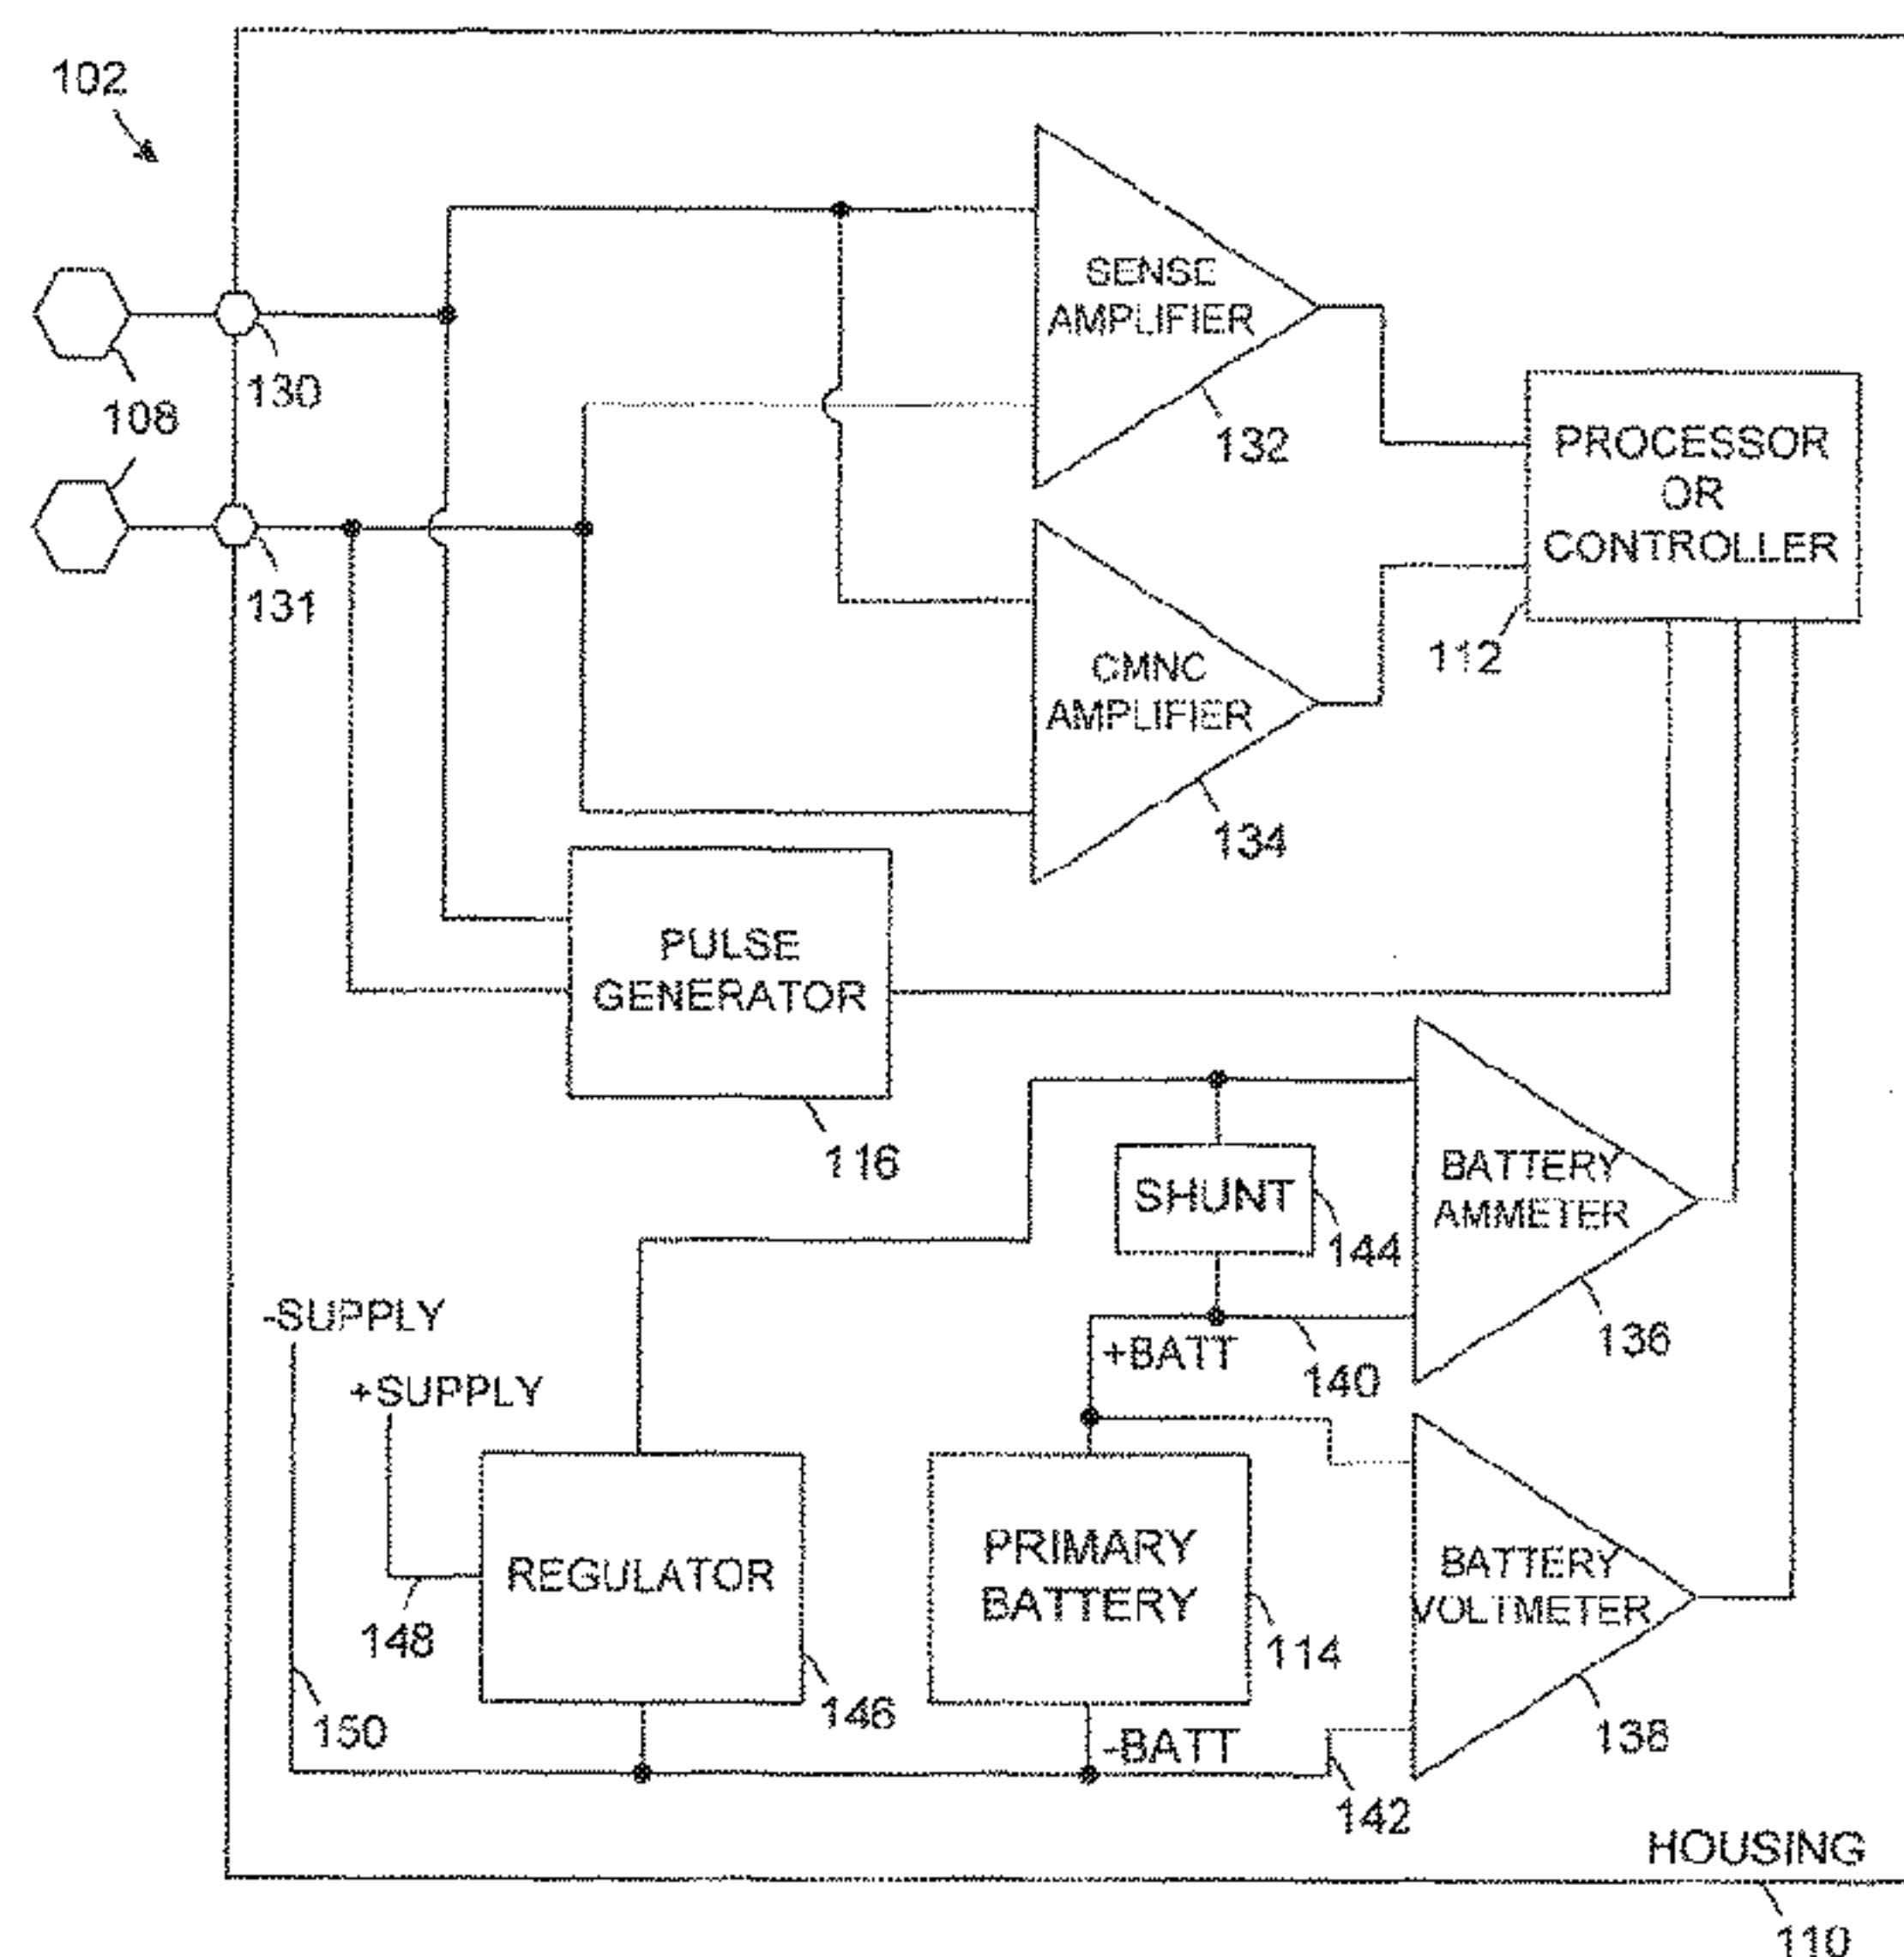 102
108
130
131
SENSE
AMPLIFIER
132
PROCESSOR
OR
CONTROLLER
112
CMNC
AMPLIFIER
134
PULSE
GENERATOR
116
SHUNT
144
BATTERY
AMMETER
136
-SUPPLY
+SUPPLY
+BATT
140
REGULATOR
148
146
150
PRIMARY
BATTERY
114
BATTERY
VOLTMETER
138
-BATT
142
HOUSING
110